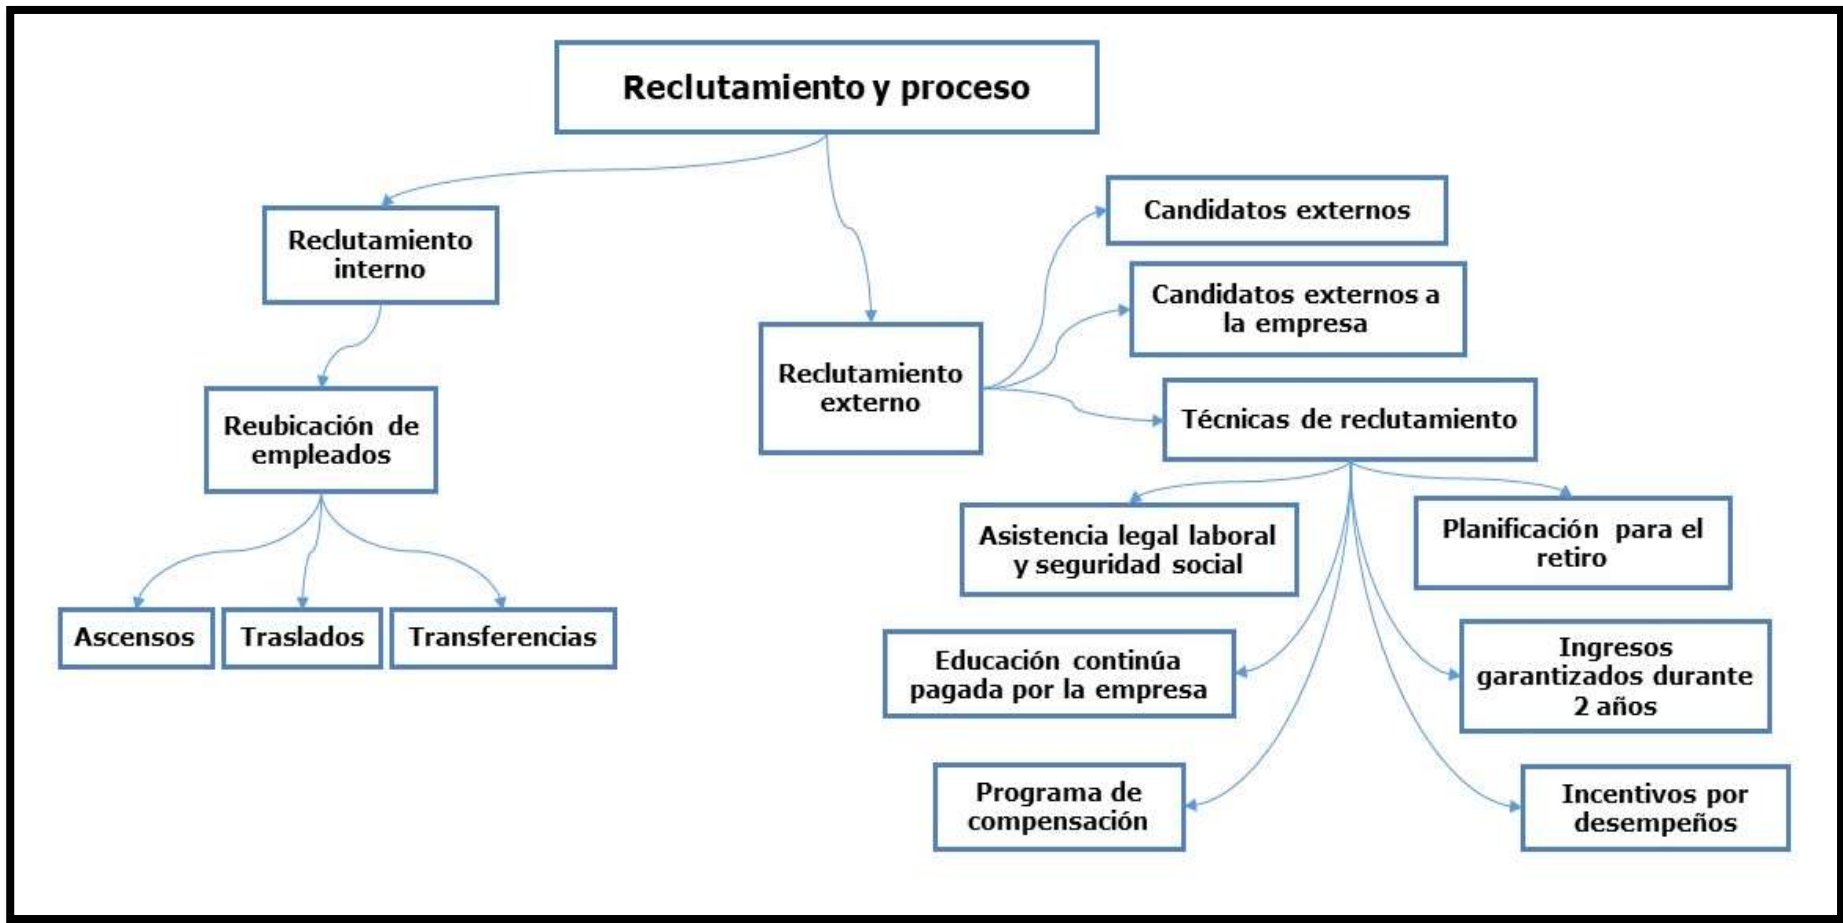 Reclutamiento y proceso
Reclutamiento
interno
Reubicación de
empleados
Ascensos
Traslados
Transferencias
Reclutamiento
externo
Candidatos externos
Candidatos externos a
la empresa
Técnicas de reclutamiento
Asistencia legal laboral
y seguridad social
Planificación para el
retiro
Educación continúa
pagada por la empresa
Ingresos
garantizados durante
2 años
Programa de
compensación
Incentivos por
desempeños